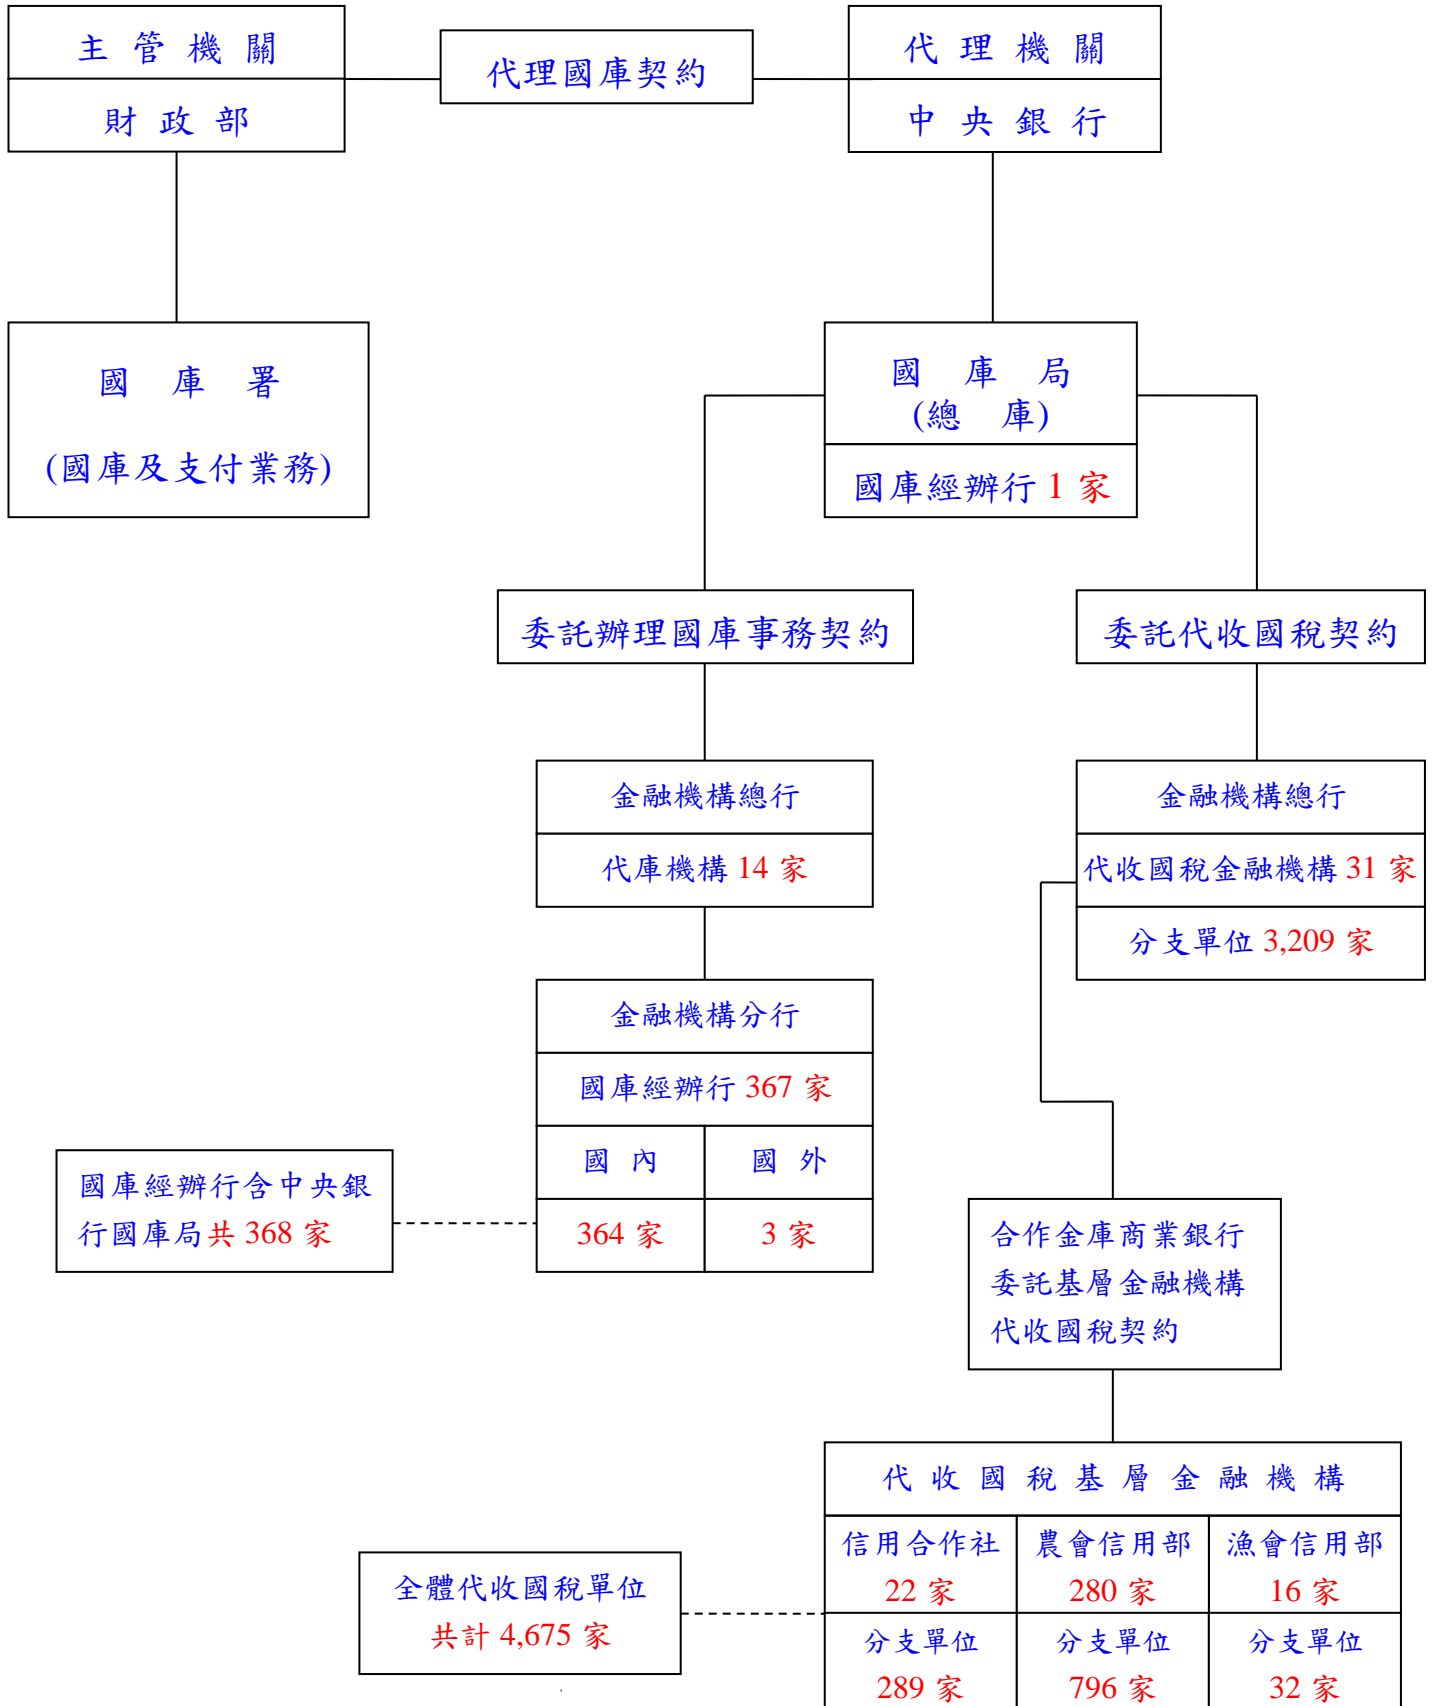 主管機關
財政部
代理國庫契約
代理機關
中央銀行
國庫署
(國庫及支付業務)
國庫局
(總庫)
國庫經辦行 1 家
委託辦理國庫事務契約
委託代收國稅契約
金融機構總行
代庫機構 14 家
金融機構總行
代收國稅金融機構 31 家
分支單位 3,209 家
金融機構分行
國庫經辦行 367 家
國內
國外
364 家
3 家
國庫經辦行含中央銀
行國庫局共 368 家
合作金庫商業銀行
委託基層金融機構
代收國稅契約
代收國稅基層金融機構
信用合作社
22 家
農會信用部
280 家
漁會信用部
16 家
分支單位
289 家
分支單位
796 家
分支單位
32 家
全體代收國稅單位
共計 4,675 家